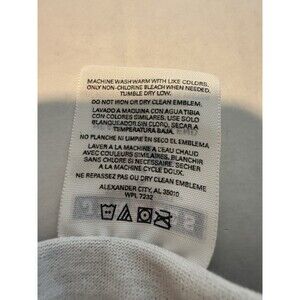 MACHINE WASH WARM WITH LIKE COLORS,
ONLY NON-CHLORINE BLEACH WHEN NEEDED.
TUMBLE DRY LOW.
DO NOT IRON OR DRY CLEAN EMBLEM.
LAVADO A MAQUINA CON AGUA TIBIA
CON COLORES SIMILARES. USE SOLO
BLANQUEADOR SIN CLORO, SECAR A
TEMPERATURA BAJA.
NO PLANCHE NI LIMPIE EN SECO EL EMBLEMA
LAVER A LA MACHINE A L'EAU CHAUD
AVEC COULEURS SIMILAIRES, BLANCHIR
SANS CHLORE SI NECESSAIRE. SECHER
A LA MACHINE CYCLE DOUX.
NE REPASSEZ PAS OU DRY CLEAN EMBLEME
ALEXANDER CITY, AL 35010
WPL 7232